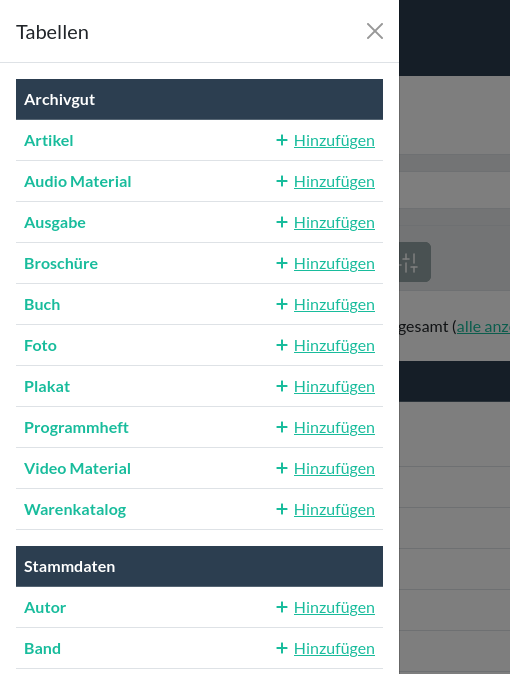 Tabellen
Archivgut
Artikel + Hinzufügen
Audio Material + Hinzufügen
Ausgabe + Hinzufügen
Broschüre + Hinzufügen
Buch + Hinzufügen
gesamt (alle anz
Foto + Hinzufügen
Plakat + Hinzufügen
Programmheft + Hinzufügen
Video Material + Hinzufügen
Warenkatalog + Hinzufügen
Stammdaten
Autor + Hinzufügen
Band + Hinzufügen